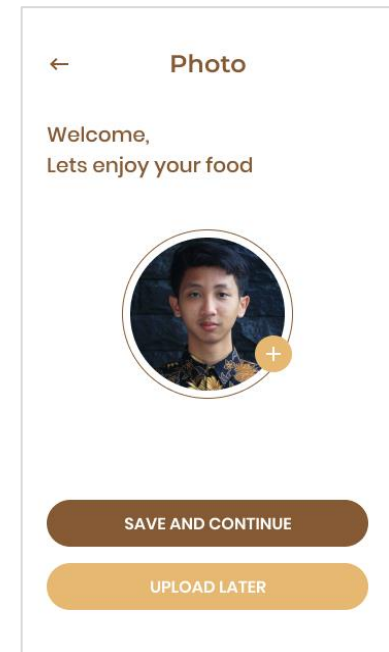 Photo
Welcome,
Lets enjoy your food
SAVE AND CONTINUE
UPLOAD LATER